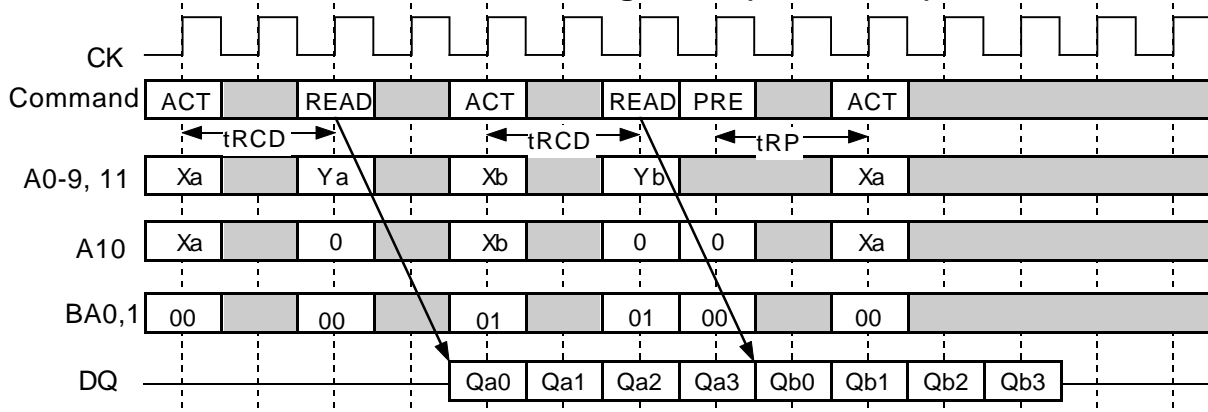 CK
Command ACT READ ACT READ PRE ACT
tRCD tRCD tRP
A0-9, 11 Xa Ya Xb Yb Xa
A10 Xa 0 Xb 0 0 Xa
BA0,1 00 00 01 01 00 00
DQ Qa0 Qa1 Qa2 Qa3 Qb0 Qb1 Qb2 Qb3